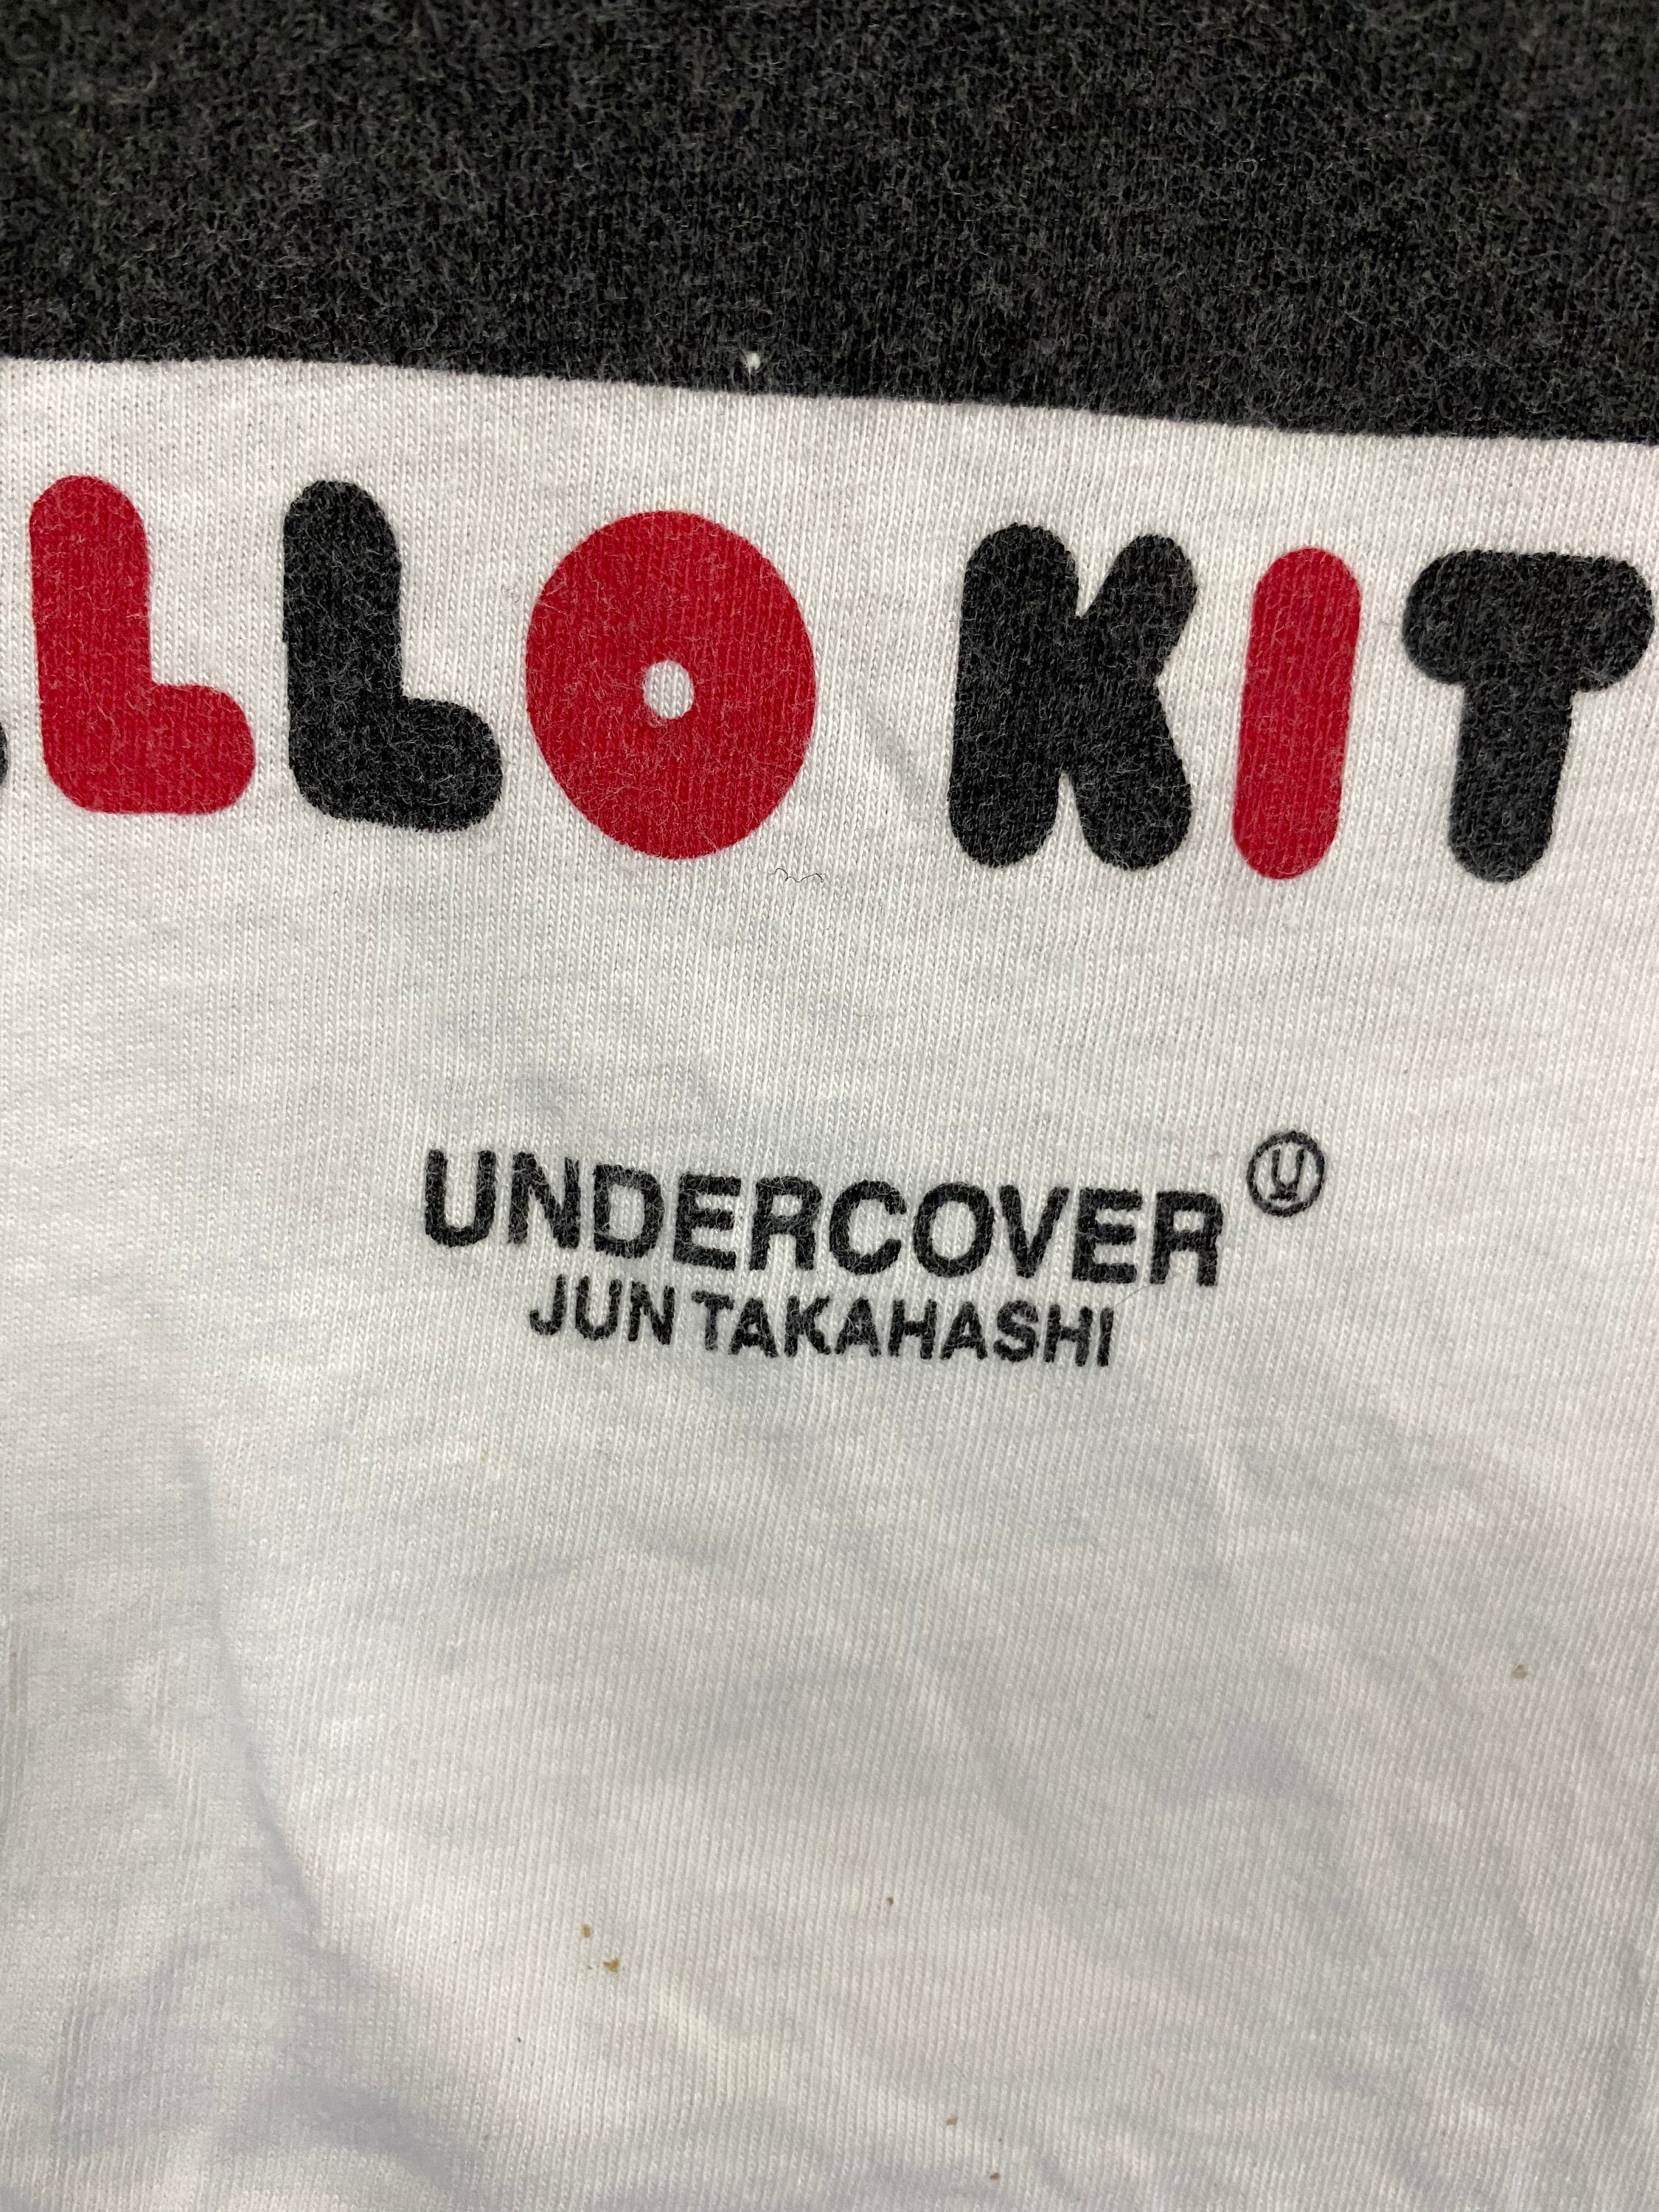 LLO KIT
UNDERCOVER Ⓤ
JUN TAKAHASHI